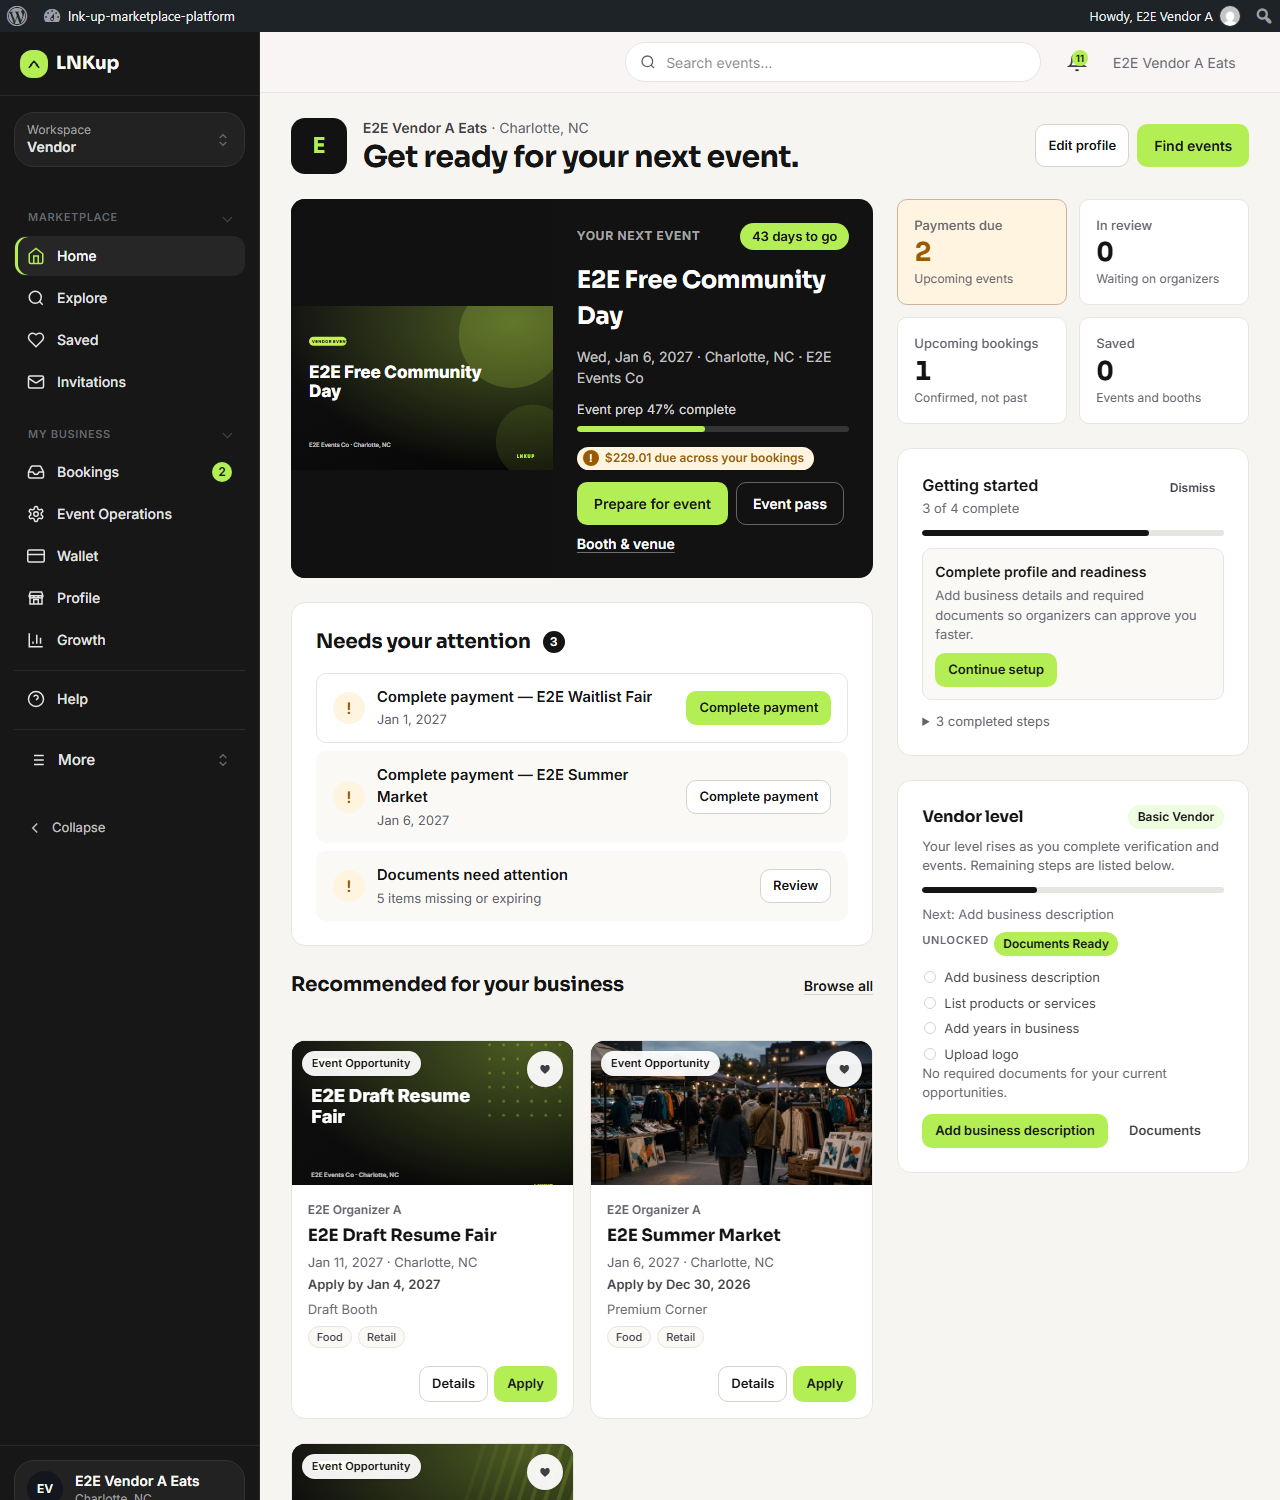 lnk-up-marketplace-platform
Howdy, E2E Vendor A
LNKup
Search events...
11
E2E Vendor A Eats
Workspace
Vendor
MARKETPLACE
Home
Explore
Saved
Invitations
MY BUSINESS
Bookings
2
Event Operations
Wallet
Profile
Growth
Help
More
Collapse
EV
E2E Vendor A Eats
Charlotte, NC
E
E2E Vendor A Eats · Charlotte, NC
Get ready for your next event.
Edit profile
Find events
VENDOR EVEN
E2E Free Community
Day
E2E Events Co · Charlotte, NC
LNKUP
YOUR NEXT EVENT
43 days to go
E2E Free Community
Day
Wed, Jan 6, 2027 · Charlotte, NC · E2E
Events Co
Event prep 47% complete
! $229.01 due across your bookings
Prepare for event
Event pass
Booth & venue
Payments due
2
Upcoming events
In review
0
Waiting on organizers
Upcoming bookings
1
Confirmed, not past
Saved
0
Events and booths
Needs your attention 3
!
Complete payment — E2E Waitlist Fair
Jan 1, 2027
Complete payment
!
Complete payment — E2E Summer
Market
Jan 6, 2027
Complete payment
!
Documents need attention
5 items missing or expiring
Review
Getting started
Dismiss
3 of 4 complete
Complete profile and readiness
Add business details and required
documents so organizers can approve you
faster.
Continue setup
3 completed steps
Vendor level
Basic Vendor
Your level rises as you complete verification and
events. Remaining steps are listed below.
Next: Add business description
UNLOCKED Documents Ready
Add business description
List products or services
Add years in business
Upload logo
No required documents for your current
opportunities.
Add business description
Documents
Recommended for your business
Browse all
Event Opportunity
E2E Draft Resume
Fair
E2E Events Co · Charlotte, NC
E2E Organizer A
E2E Draft Resume Fair
Jan 11, 2027 · Charlotte, NC
Apply by Jan 4, 2027
Draft Booth
Food
Retail
Details
Apply
Event Opportunity
E2E Organizer A
E2E Summer Market
Jan 6, 2027 · Charlotte, NC
Apply by Dec 30, 2026
Premium Corner
Food
Retail
Details
Apply
Event Opportunity